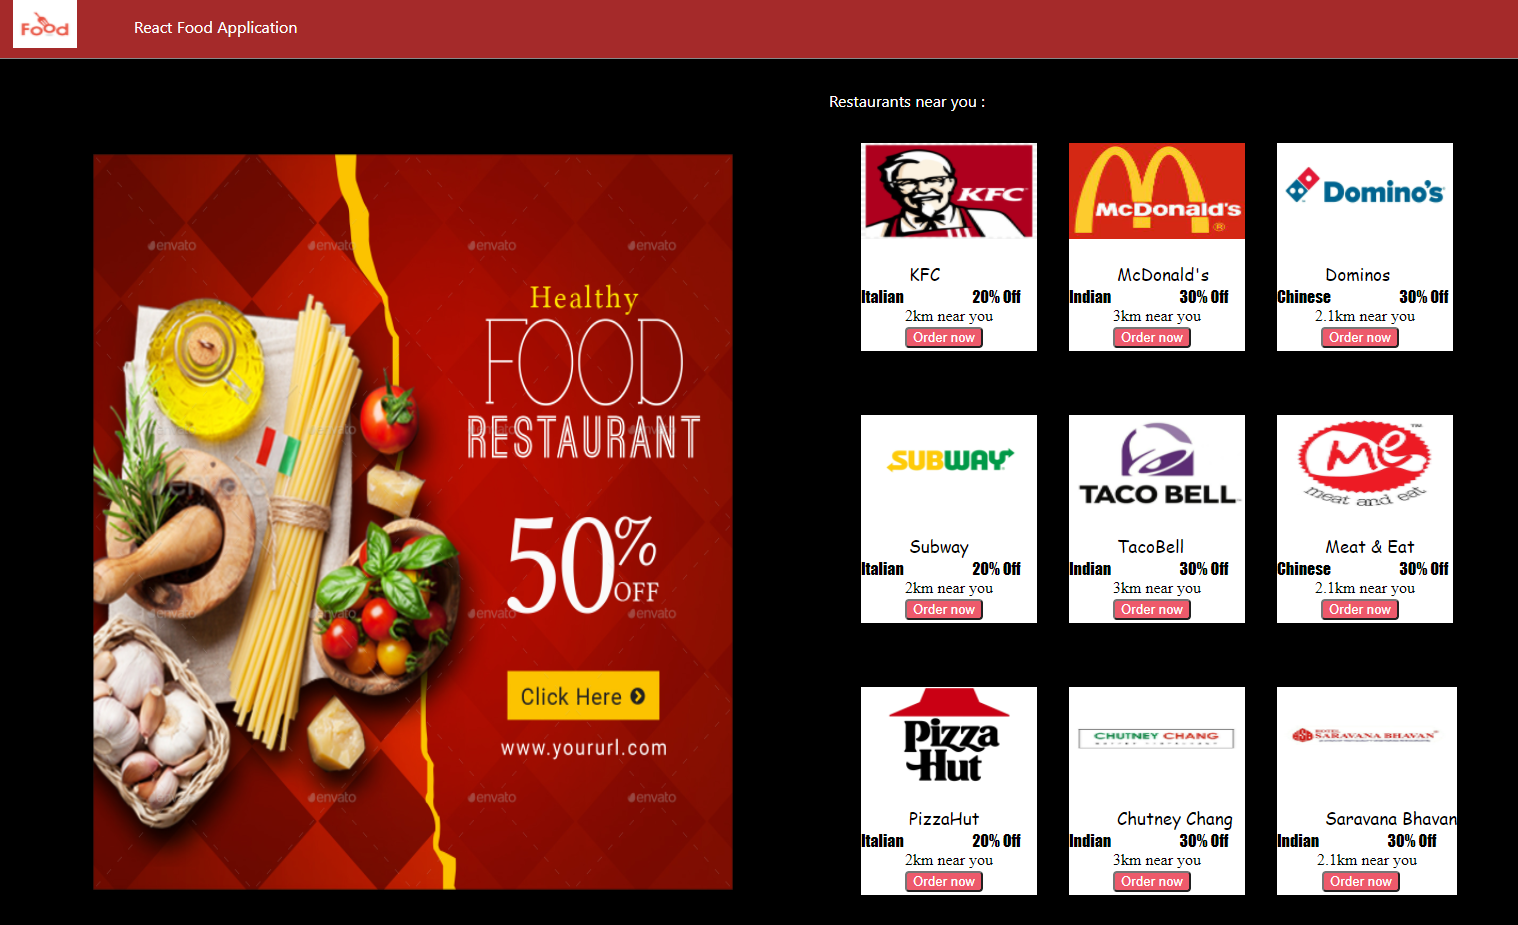 Food
React Food Application
Restaurants near you :
envato envato envato envato
Healthy
FOOD
RESTAURANT
envato envato
50%
OFF
envato envato envato envato
Click Here
www.yoururl.com
envato envato envato
KFC
KFC
Italian 20% Off
2km near you
Order now
McDonald's
McDonald's
Indian 30% Off
3km near you
Order now
Domino's
Dominos
Chinese 30% Off
2.1km near you
Order now
SUBWAY
Subway
Italian 20% Off
2km near you
Order now
TACO BELL
TacoBell
Indian 30% Off
3km near you
Order now
Me ™
meat and eat
Meat & Eat
Chinese 30% Off
2.1km near you
Order now
Pizza
Hut
PizzaHut
Italian 20% Off
2km near you
Order now
CHUTNEY CHANG
Chutney Chang
Indian 30% Off
3km near you
Order now
SARAVANA BHAVAN
Saravana Bhavan
Indian 30% Off
2.1km near you
Order now